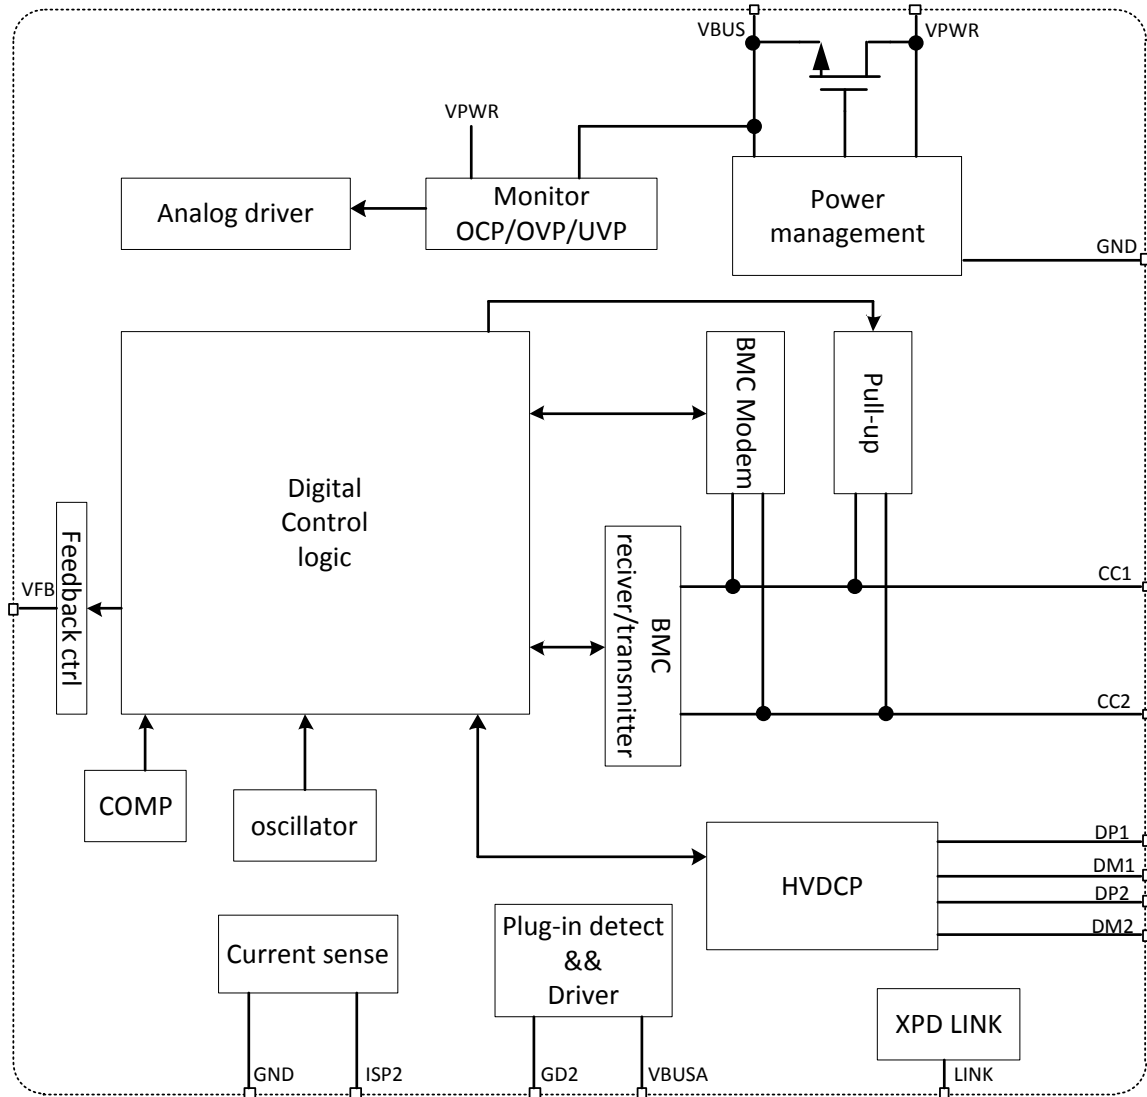 VBUS
VPWR
VPWR
Analog driver
Monitor
OCP/OVP/UVP
Power
management
GND
Digital
Control
logic
BMC Modem
Pull-up
Feedback ctrl
VFB
BMC
reciver/transmitter
CC1
CC2
COMP
oscillator
HVDCP
DP1
DM1
DP2
DM2
Current sense
Plug-in detect
&&
Driver
XPD LINK
GND
ISP2
GD2
VBUSA
LINK